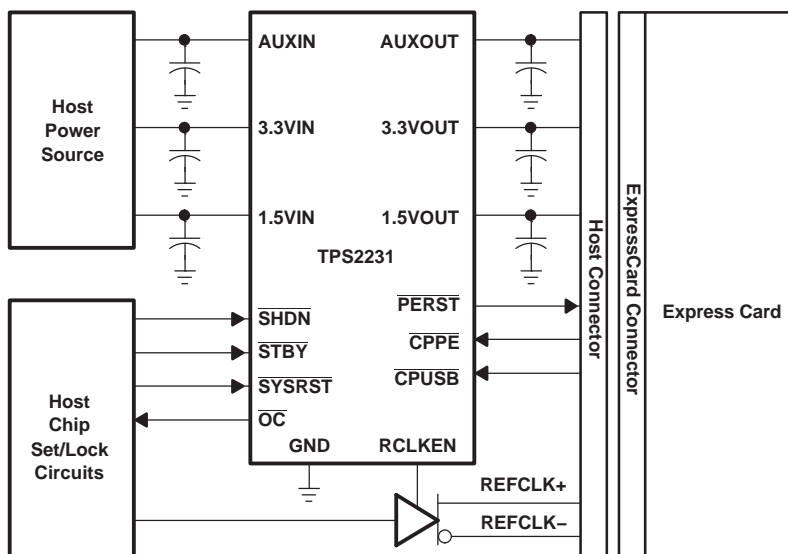 Host
Power
Source
AUXIN
AUXOUT
3.3VIN
3.3VOUT
1.5VIN
1.5VOUT
TPS2231
SHDN
STBY
SYSRST
OC
PERST
CPPE
CPUSB
GND
RCLKEN
Host
Chip
Set/Lock
Circuits
REFCLK+
REFCLK−
Host Connector
ExpressCard Connector
Express Card